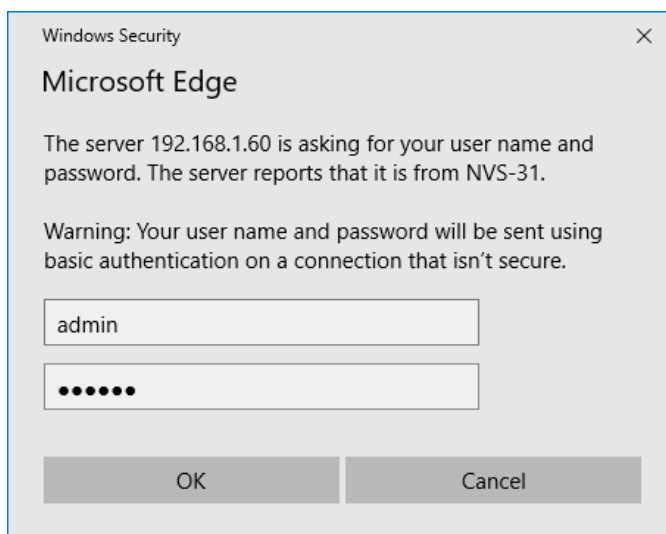 Windows Security
Microsoft Edge
The server 192.168.1.60 is asking for your user name and
password. The server reports that it is from NVS-31.
Warning: Your user name and password will be sent using
basic authentication on a connection that isn’t secure.
admin
••••••
OK Cancel